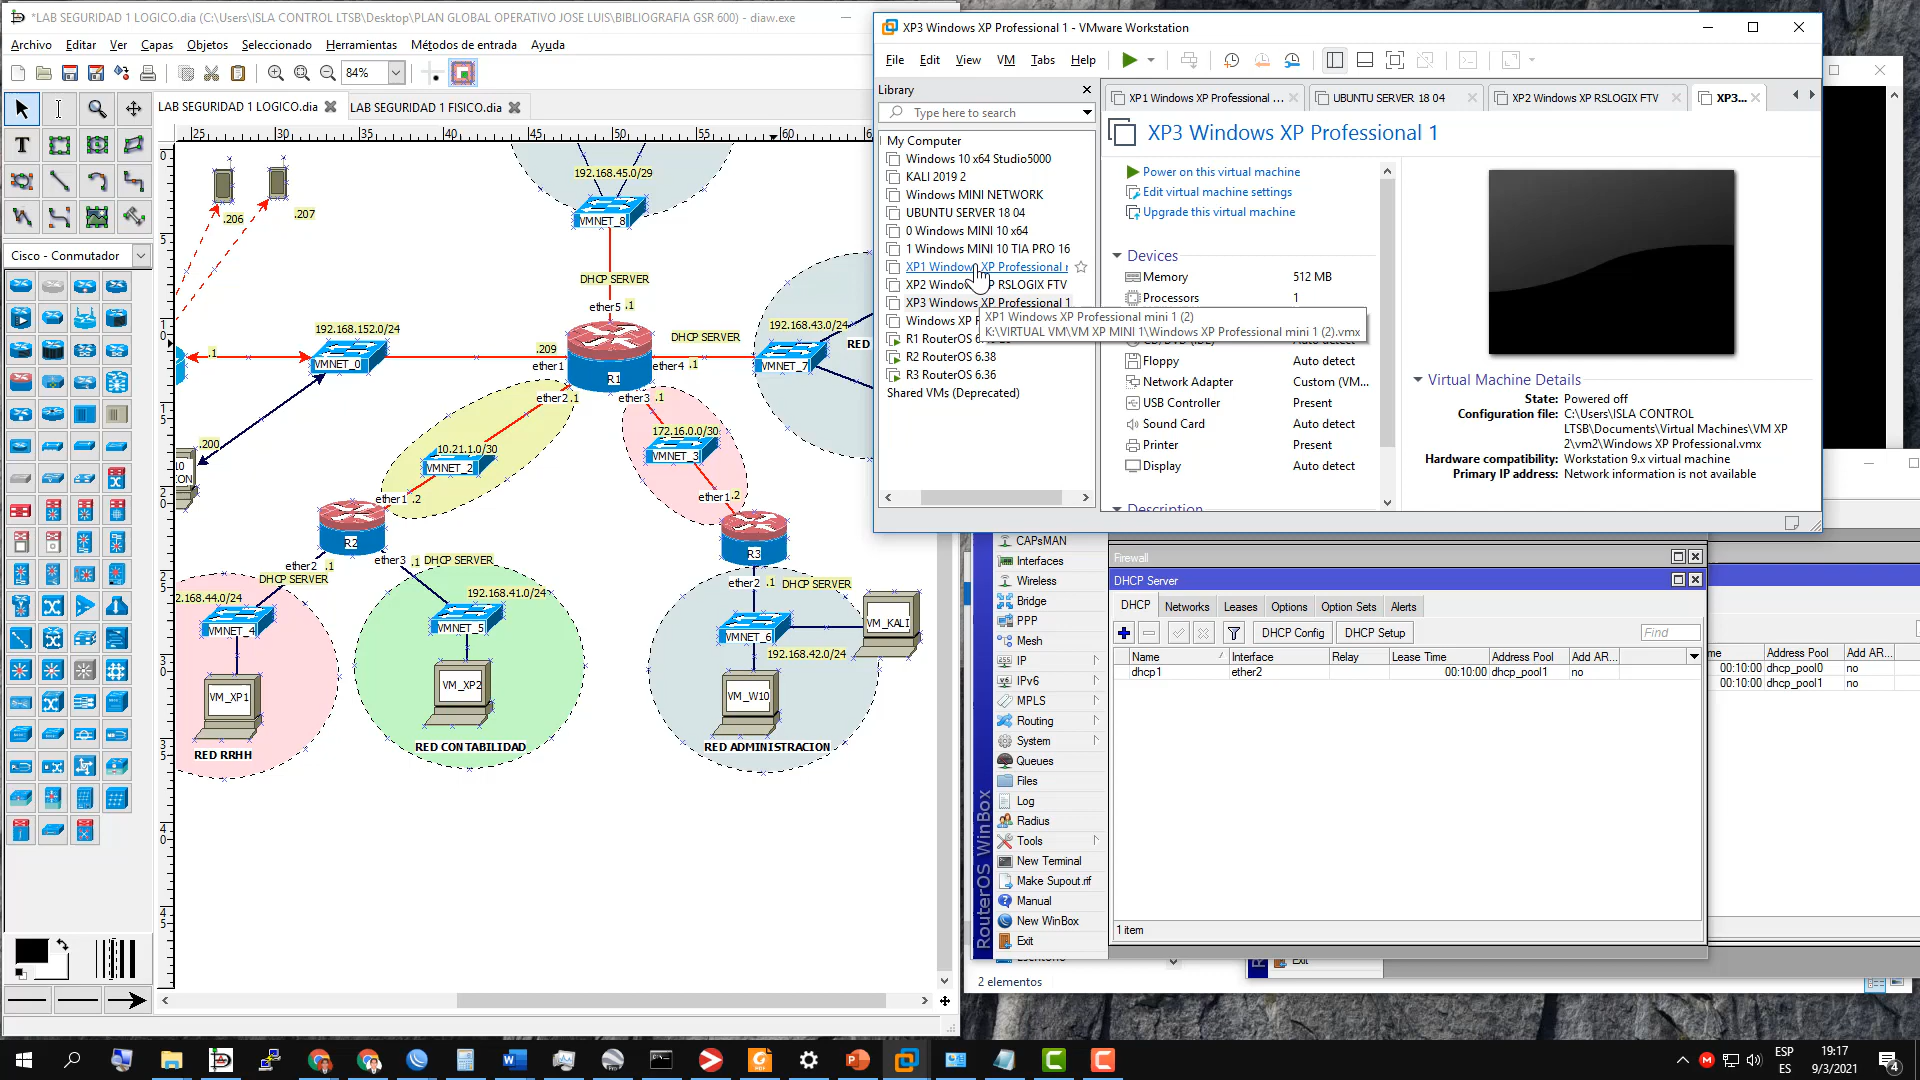 *LAB SEGURIDAD 1 LOGICO.dia (C:\Users\ISLA CONTROL LTSB\Desktop\PLAN GLOBAL OPERATIVO JOSE LUIS\BIBLIOGRAFIA GSR 600) - diaw.exe
Archivo Editar Ver Capas Objetos Seleccionado Herramientas Métodos de entrada Ayuda
84%
LAB SEGURIDAD 1 LOGICO.dia
LAB SEGURIDAD 1 FISICO.dia
25 30 35 40 45 50 55 60
Cisco - Conmutador
.206
.207
192.168.45.0/29
VMNET_8
DHCP SERVER
ether5 .1
192.168.152.0/24
.1
VMNET_0
.209
ether1
R1
DHCP SERVER
ether4 .1
192.168.43.0/24
VMNET_7
RED
ether2 .1
ether3 .1
.200
10.21.1.0/30
VMNET_2
172.16.0.0/30
VMNET_3
ether1 .2
ether1 .2
R2
R3
ether2 .1
DHCP SERVER
ether3 .1 DHCP SERVER
ether2 .1 DHCP SERVER
2.168.44.0/24
VMNET_4
192.168.41.0/24
VMNET_5
VMNET_6
VM_KALI
192.168.42.0/24
VM_XP1
VM_XP2
VM_W10
RED RRHH
RED CONTABILIDAD
RED ADMINISTRACION
XP3 Windows XP Professional 1 - VMware Workstation
File Edit View VM Tabs Help
Library
Type here to search
My Computer
Windows 10 x64 Studio5000
KALI 2019 2
Windows MINI NETWORK
UBUNTU SERVER 18 04
0 Windows MINI 10 x64
1 Windows MINI 10 TIA PRO 16
XP1 Window XP Professional
XP2 Window P RSLOGIX FTV
XP3 Windows XP Professional 1
Windows XP P
R1 RouterOS 6.
R2 RouterOS 6.38
R3 RouterOS 6.36
Shared VMs (Deprecated)
XP1 Windows XP Professional mini 1 (2)
K:\VIRTUAL VM\VM XP MINI 1\Windows XP Professional mini 1 (2).vmx
XP1 Windows XP Professional ...
UBUNTU SERVER 18 04
XP2 Windows XP RSLOGIX FTV
XP3...
XP3 Windows XP Professional 1
Power on this virtual machine
Edit virtual machine settings
Upgrade this virtual machine
Devices
Memory 512 MB
Processors 1
Auto detect
Floppy Auto detect
Network Adapter Custom (VM...
USB Controller Present
Sound Card Auto detect
Printer Present
Display Auto detect
Description
Virtual Machine Details
State: Powered off
Configuration file: C:\Users\ISLA CONTROL
LTSB\Documents\Virtual Machines\VM XP
2\vm2\Windows XP Professional.vmx
Hardware compatibility: Workstation 9.x virtual machine
Primary IP address: Network information is not available
RouterOS WinBox
CAPsMAN
Interfaces
Wireless
Bridge
PPP
Mesh
IP
IPv6
MPLS
Routing
System
Queues
Files
Log
Radius
Tools
New Terminal
Make Supout.rif
Manual
New WinBox
Exit
Firewall
DHCP Server
DHCP Networks Leases Options Option Sets Alerts
DHCP Config DHCP Setup Find
Name Interface Relay Lease Time Address Pool Add AR...
dhcp1 ether2 00:10:00 dhcp_pool1 no
1 item
me Address Pool Add AR...
00:10:00 dhcp_pool0 no
00:10:00 dhcp_pool1 no
Exit
2 elementos
ESP
ES
19:17
9/3/2021
4